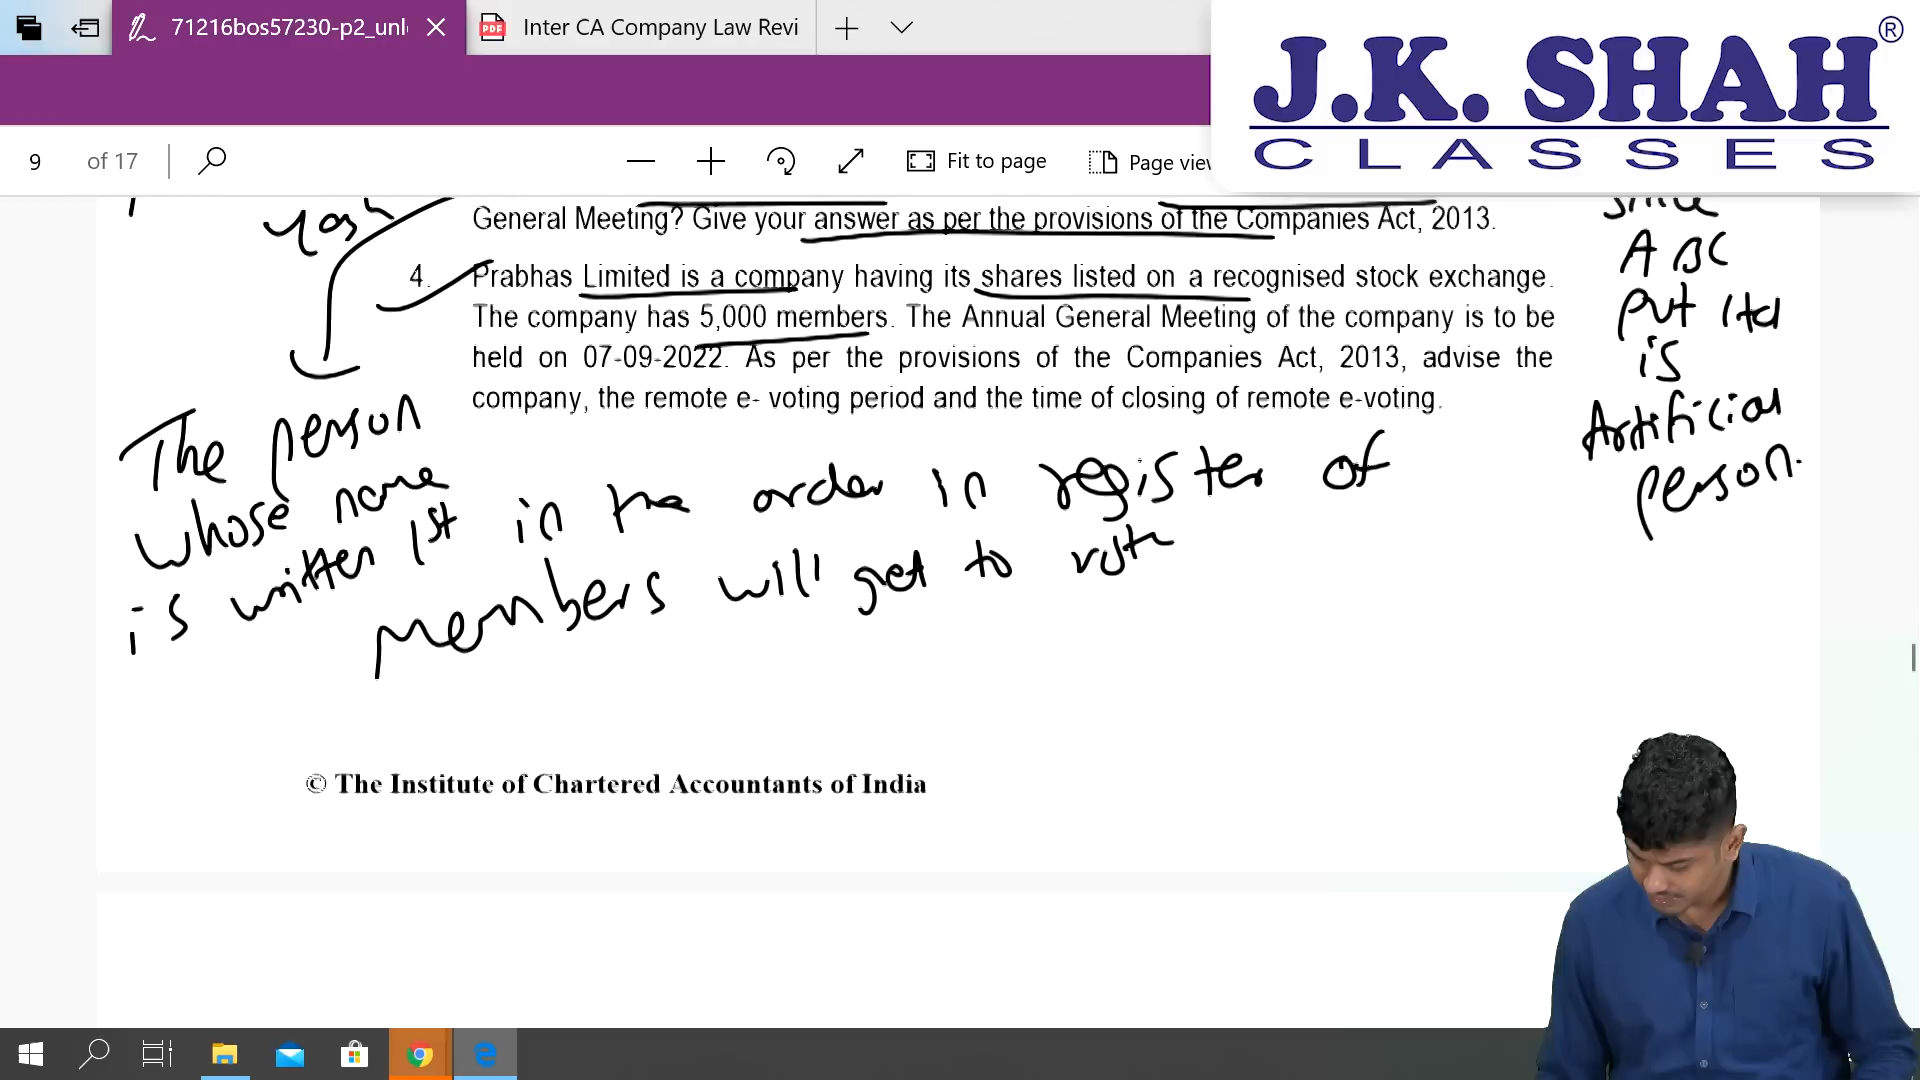 71216bos57230-p2_unl
Inter CA Company Law Revi
J.K. SHAH®
CLASSES
9 of 17
Fit to page
Page view
General Meeting? Give your answer as per the provisions of the Companies Act, 2013.
4. Prabhas Limited is a company having its shares listed on a recognised stock exchange.
The company has 5,000 members. The Annual General Meeting of the company is to be
held on 07-09-2022. As per the provisions of the Companies Act, 2013, advise the
company, the remote e- voting period and the time of closing of remote e-voting.
Yash
The person
whose name
is written 1st in the order in register of
members will get to vote
since
ABC
Pvt ltd
is
Artificial
person.
© The Institute of Chartered Accountants of India